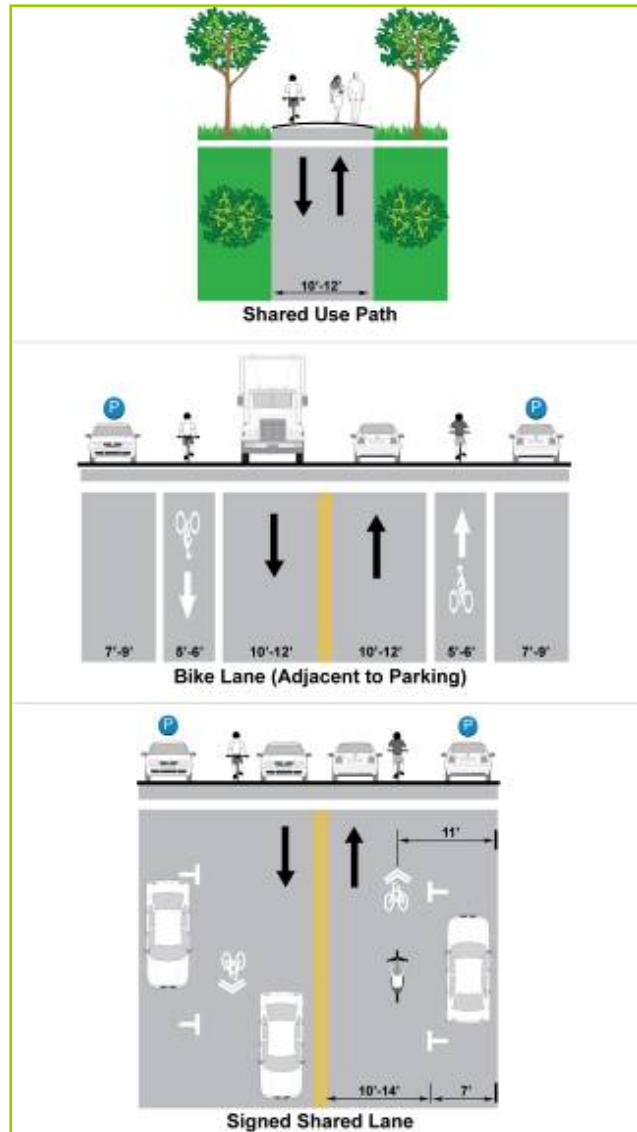 10'-12'
Shared Use Path
P P
7'-9' 5'-6' 10'-12' 10'-12' 5'-6' 7'-9'
Bike Lane (Adjacent to Parking)
P P
11'
10'-14' 7'
Signed Shared Lane